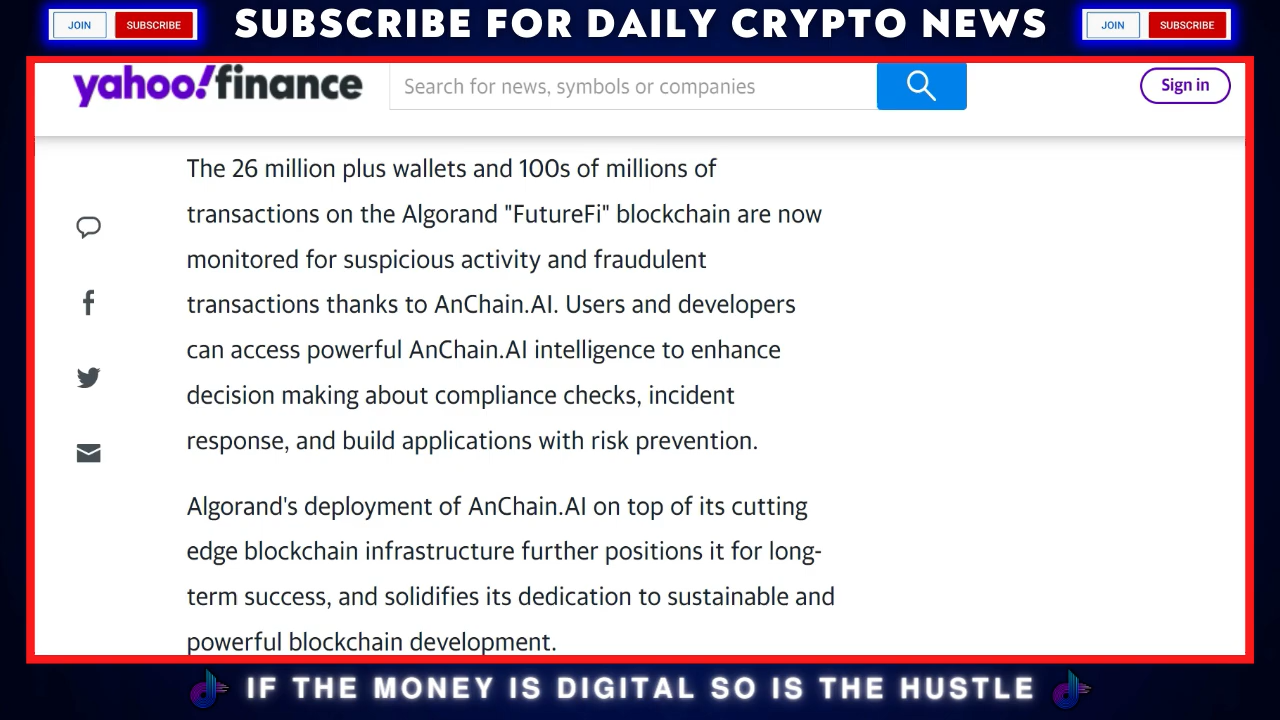 JOIN SUBSCRIBE SUBSCRIBE FOR DAILY CRYPTO NEWS JOIN SUBSCRIBE
yahoo!finance Search for news, symbols or companies Sign in
The 26 million plus wallets and 100s of millions of
transactions on the Algorand "FutureFi" blockchain are now
monitored for suspicious activity and fraudulent
transactions thanks to AnChain.AI. Users and developers
can access powerful AnChain.AI intelligence to enhance
decision making about compliance checks, incident
response, and build applications with risk prevention.
Algorand's deployment of AnChain.AI on top of its cutting
edge blockchain infrastructure further positions it for long-
term success, and solidifies its dedication to sustainable and
powerful blockchain development.
IF THE MONEY IS DIGITAL SO IS THE HUSTLE